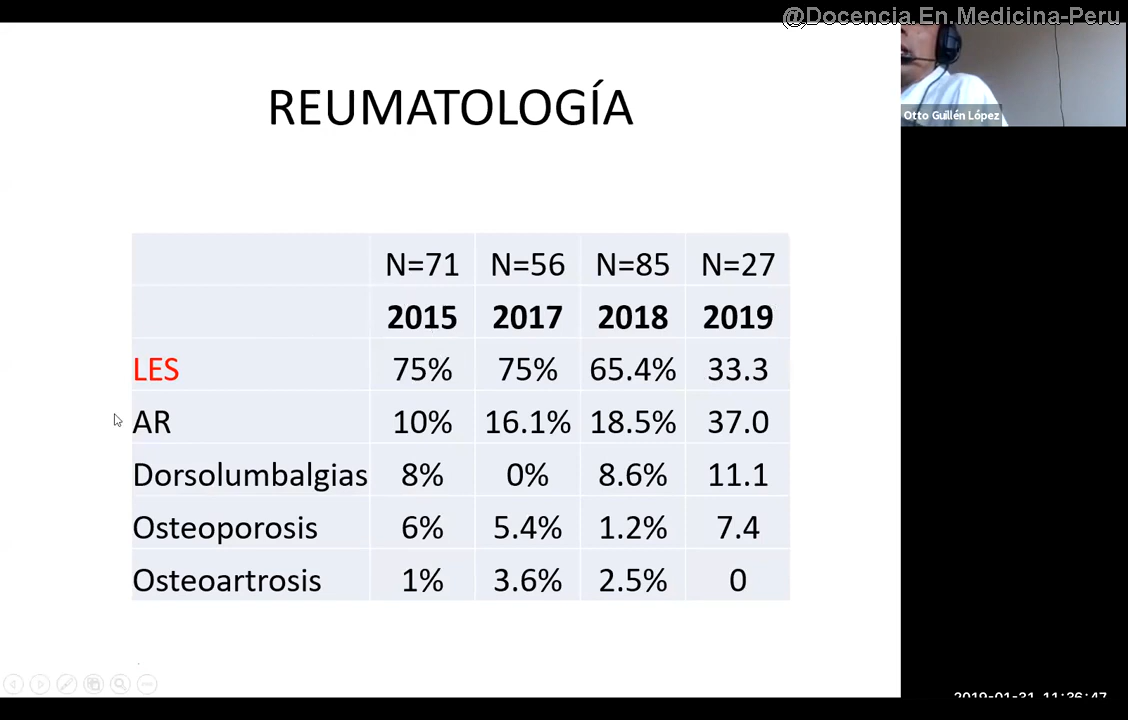 @Docencia.En.Medicina-Peru
Otto Guillén López
REUMATOLOGÍA
N=71 N=56 N=85 N=27
2015 2017 2018 2019
LES 75% 75% 65.4% 33.3
AR 10% 16.1% 18.5% 37.0
Dorsolumbalgias 8% 0% 8.6% 11.1
Osteoporosis 6% 5.4% 1.2% 7.4
Osteoartrosis 1% 3.6% 2.5% 0
2019-01-31 11:36:47